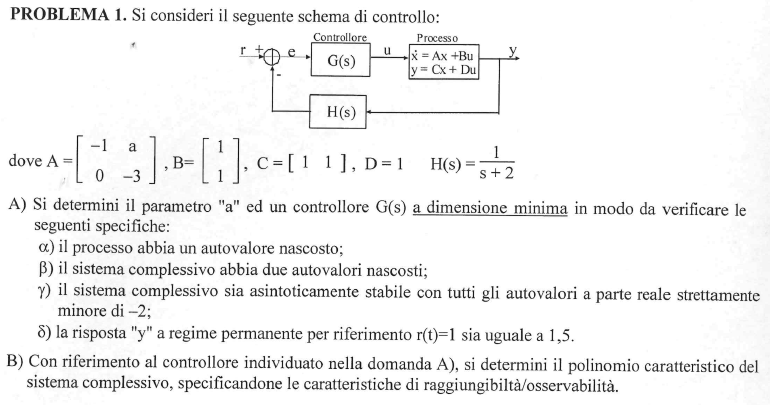 PROBLEMA 1. Si consideri il seguente schema di controllo:
Controllore Processo
r + e G(s) u ẋ = Ax +Bu y
- y = Cx + Du
H(s)
dove A = [ −1 a ; 0 −3 ] , B= [ 1 ; 1 ] , C = [ 1 1 ] , D = 1 H(s) = 1 / (s + 2)
A) Si determini il parametro "a" ed un controllore G(s) a dimensione minima in modo da verificare le
seguenti specifiche:
α) il processo abbia un autovalore nascosto;
β) il sistema complessivo abbia due autovalori nascosti;
γ) il sistema complessivo sia asintoticamente stabile con tutti gli autovalori a parte reale strettamente
minore di −2;
δ) la risposta "y" a regime permanente per riferimento r(t)=1 sia uguale a 1,5.
B) Con riferimento al controllore individuato nella domanda A), si determini il polinomio caratteristico del
sistema complessivo, specificandone le caratteristiche di raggiungibiltà/osservabilità.